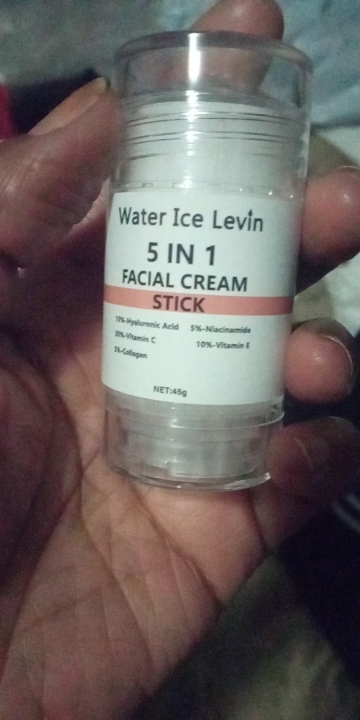 Water Ice Levin
5 IN 1
FACIAL CREAM
STICK
10%-Hyaluronic Acid 5%-Niacinamide
30%-Vitamin C 10%-Vitamin E
5%-Collagen
NET:45g